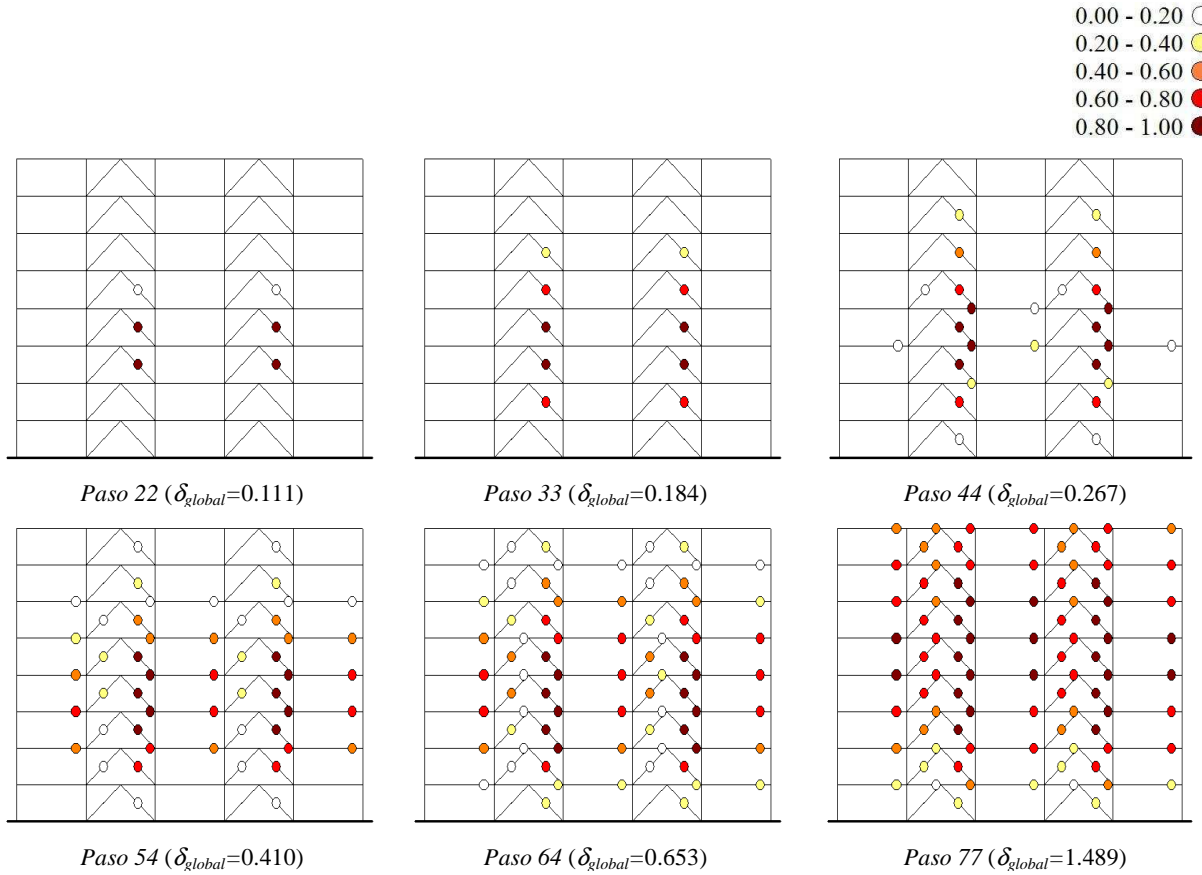 0.00 - 0.20
0.20 - 0.40
0.40 - 0.60
0.60 - 0.80
0.80 - 1.00
Paso 22 (δglobal=0.111)
Paso 33 (δglobal=0.184)
Paso 44 (δglobal=0.267)
Paso 54 (δglobal=0.410)
Paso 64 (δglobal=0.653)
Paso 77 (δglobal=1.489)